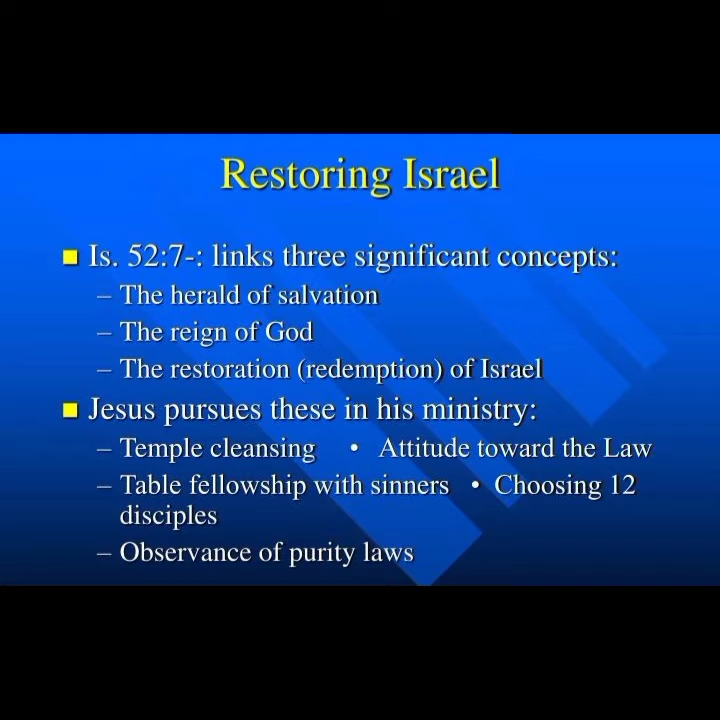 Restoring Israel
Is. 52:7-: links three significant concepts:
– The herald of salvation
– The reign of God
– The restoration (redemption) of Israel
Jesus pursues these in his ministry:
– Temple cleansing • Attitude toward the Law
– Table fellowship with sinners • Choosing 12
disciples
– Observance of purity laws